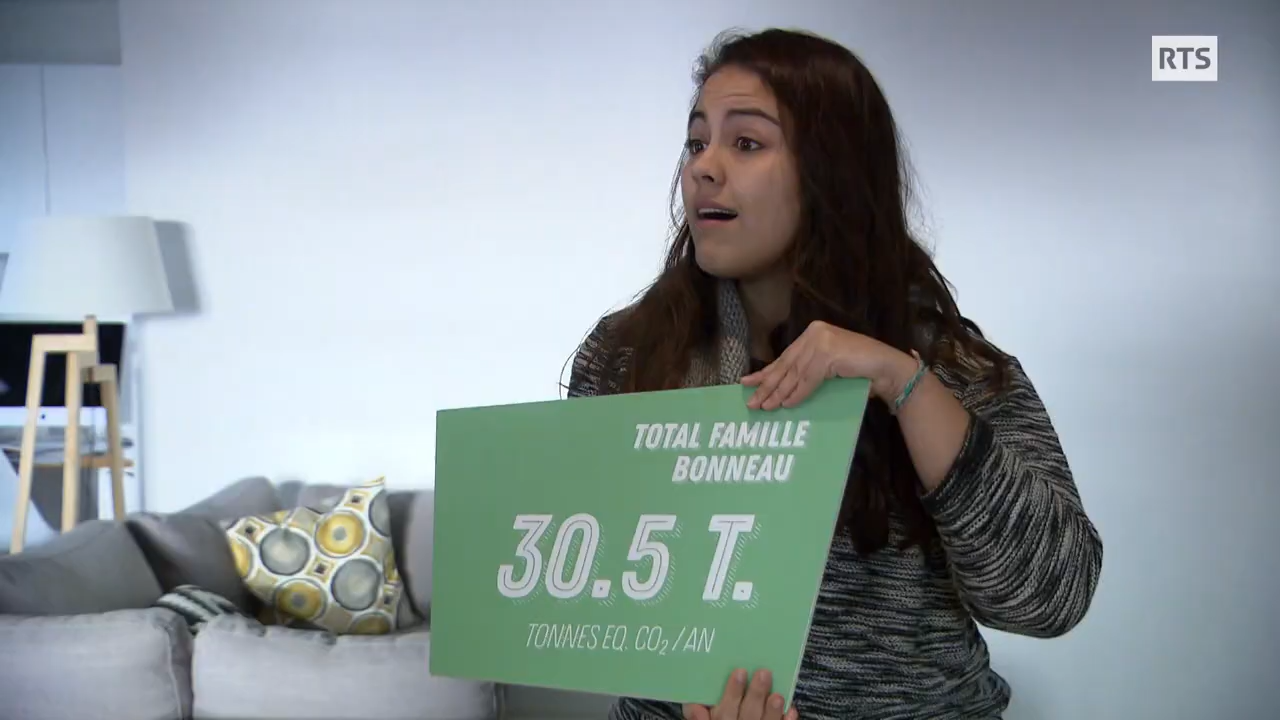 RTS
TOTAL FAMILLE
BONNEAU
30.5 T.
TONNES EQ. CO₂/AN